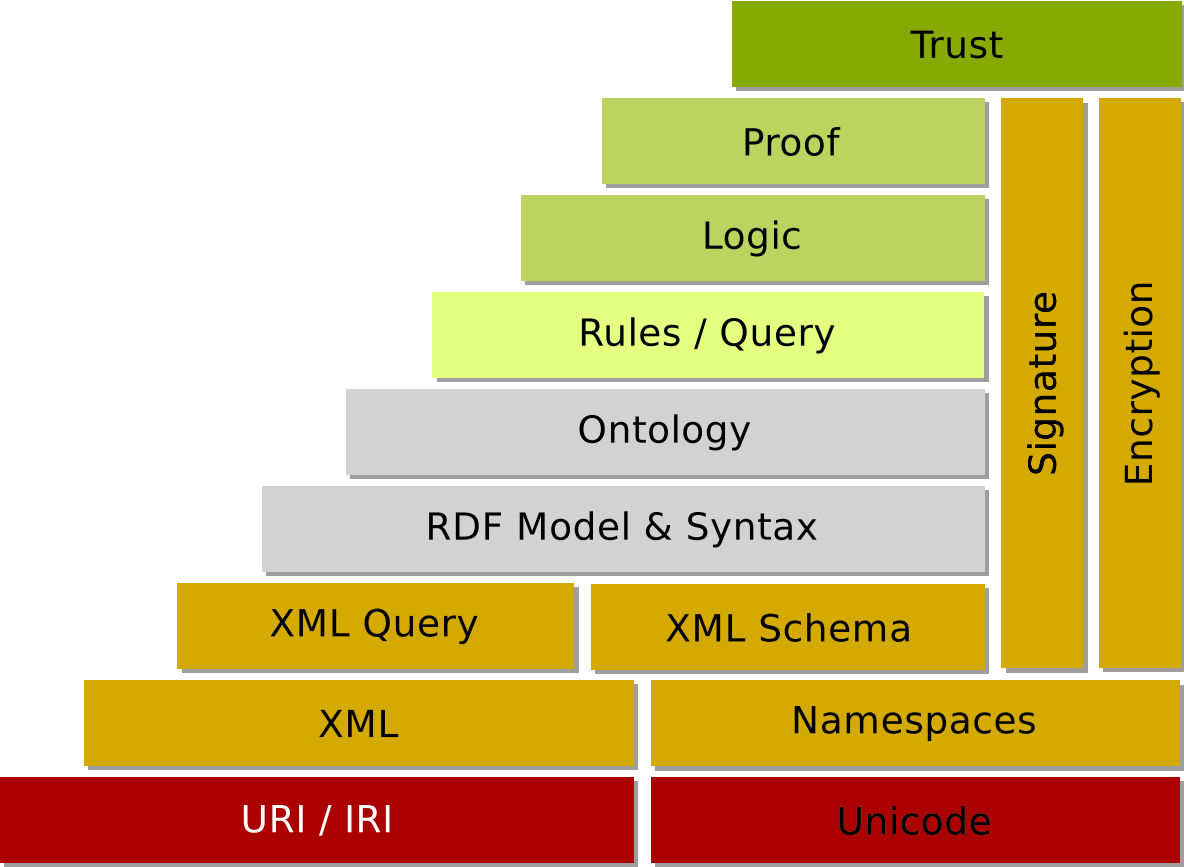 Trust
Proof
Logic
Rules / Query
Ontology
RDF Model & Syntax
Signature
Encryption
XML Query
XML Schema
XML
Namespaces
URI / IRI
Unicode